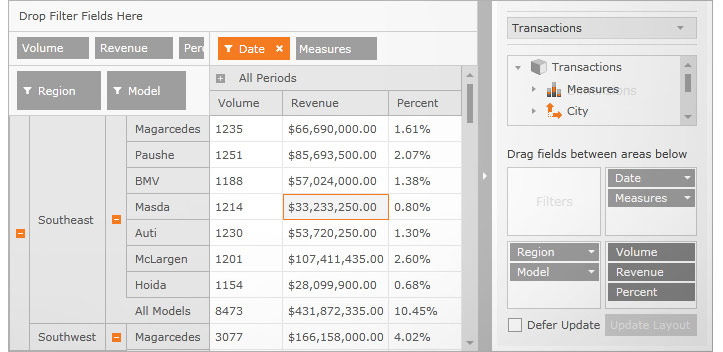 Drop Filter Fields Here
Volume Revenue Perc Date × Measures
Region Model All Periods
Volume Revenue Percent
Magarcedes 1235 $66,690,000.00 1.61%
Paushe 1251 $85,693,500.00 2.07%
BMV 1188 $57,024,000.00 1.38%
Masda 1214 $33,233,250.00 0.80%
Southeast Auti 1230 $53,720,250.00 1.30%
McLargen 1201 $107,411,435.00 2.60%
Hoida 1154 $28,099,900.00 0.68%
All Models 8473 $431,872,335.00 10.45%
Southwest Magarcedes 3077 $166,158,000.00 4.02%
Transactions
Transactions
Measures
City
Drag fields between areas below
Filters
Date
Measures
Region
Model
Volume
Revenue
Percent
Defer Update Update Layout